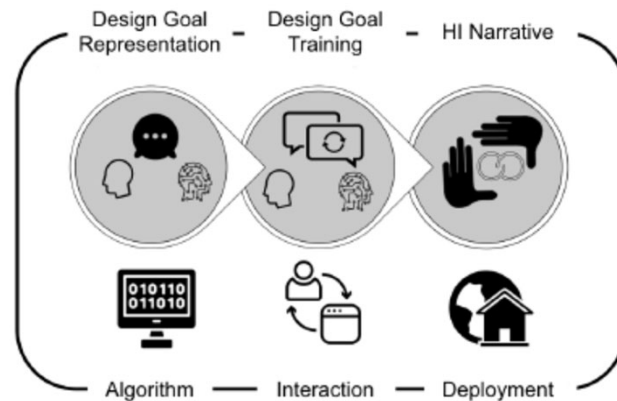 Design Goal
Representation
Design Goal
Training
HI Narrative
010110
011010
Algorithm
Interaction
Deployment